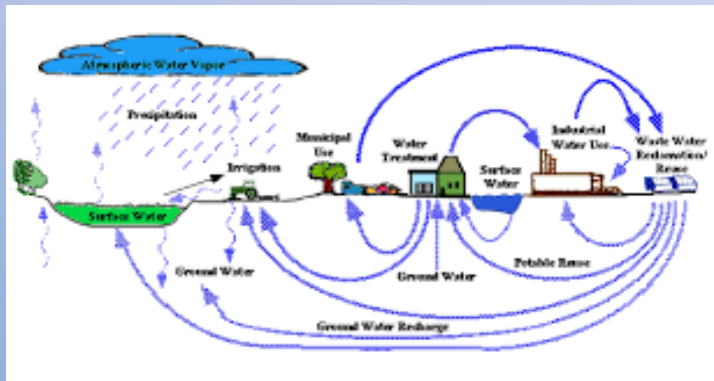 Atmospheric Water Vapor
Precipitation
Irrigation
Municipal
Use
Water
Treatment
Surface
Water
Industrial
Water Use
Waste Water
Reclamation/
Reuse
Surface Water
Ground Water
Ground Water
Potable Reuse
Ground Water Recharge